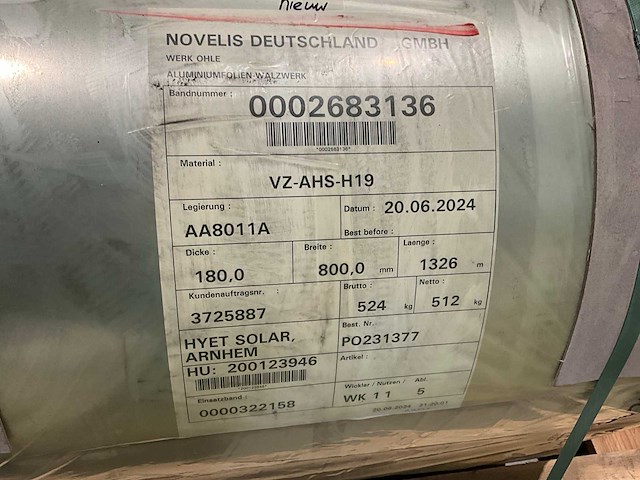 nieuw
NOVELIS DEUTSCHLAND GMBH
WERK OHLE
ALUMINIUMFOLIEN-WALZWERK
Bandnummer :
0002683136
*0002683136*
Material :
VZ-AHS-H19
Legierung :
AA8011A
Datum : 20.06.2024
Best before :
Dicke :
180,0
Breite :
800,0 mm
Laenge :
1326 m
Kundenauftragsnr. :
3725887
Brutto :
524 kg
Netto :
512 kg
HYET SOLAR,
ARNHEM
HU: 200123946
Best. Nr.
PO231377
Artikel :
Einsatzband /
0000322158
Wickler / Nutzen / Abl.
WK 11 5